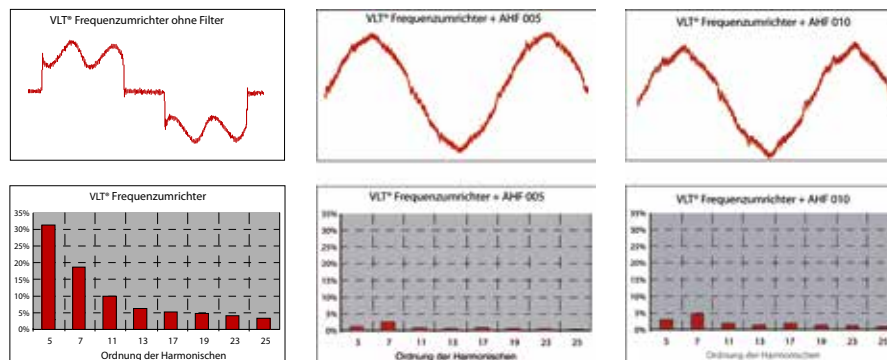 VLT® Frequenzumrichter ohne Filter
VLT® Frequenzumrichter + AHF 005
VLT® Frequenzumrichter + AHF 010
VLT® Frequenzumrichter
35%
30%
25%
20%
15%
10%
5%
0%
5 7 11 13 17 19 23 25
Ordnung der Harmonischen
VLT® Frequenzumrichter + AHF 005
35%
30%
25%
20%
15%
10%
5%
0%
5 7 11 13 17 19 23 25
Ordnung der Harmonischen
VLT® Frequenzumrichter + AHF 010
35%
30%
25%
20%
15%
10%
5%
0%
5 7 11 13 17 19 23 25
Ordnung der Harmonischen